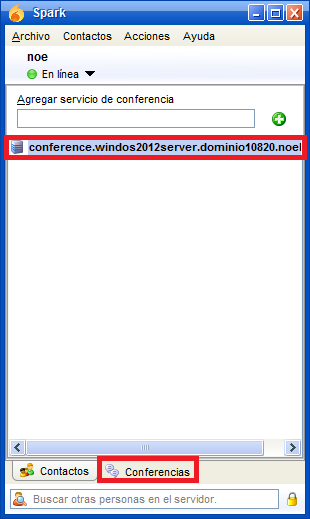 Spark
Archivo Contactos Acciones Ayuda
noe
En línea
Agregar servicio de conferencia
conference.windos2012server.dominio10820.noel
Contactos Conferencias
Buscar otras personas en el servidor.